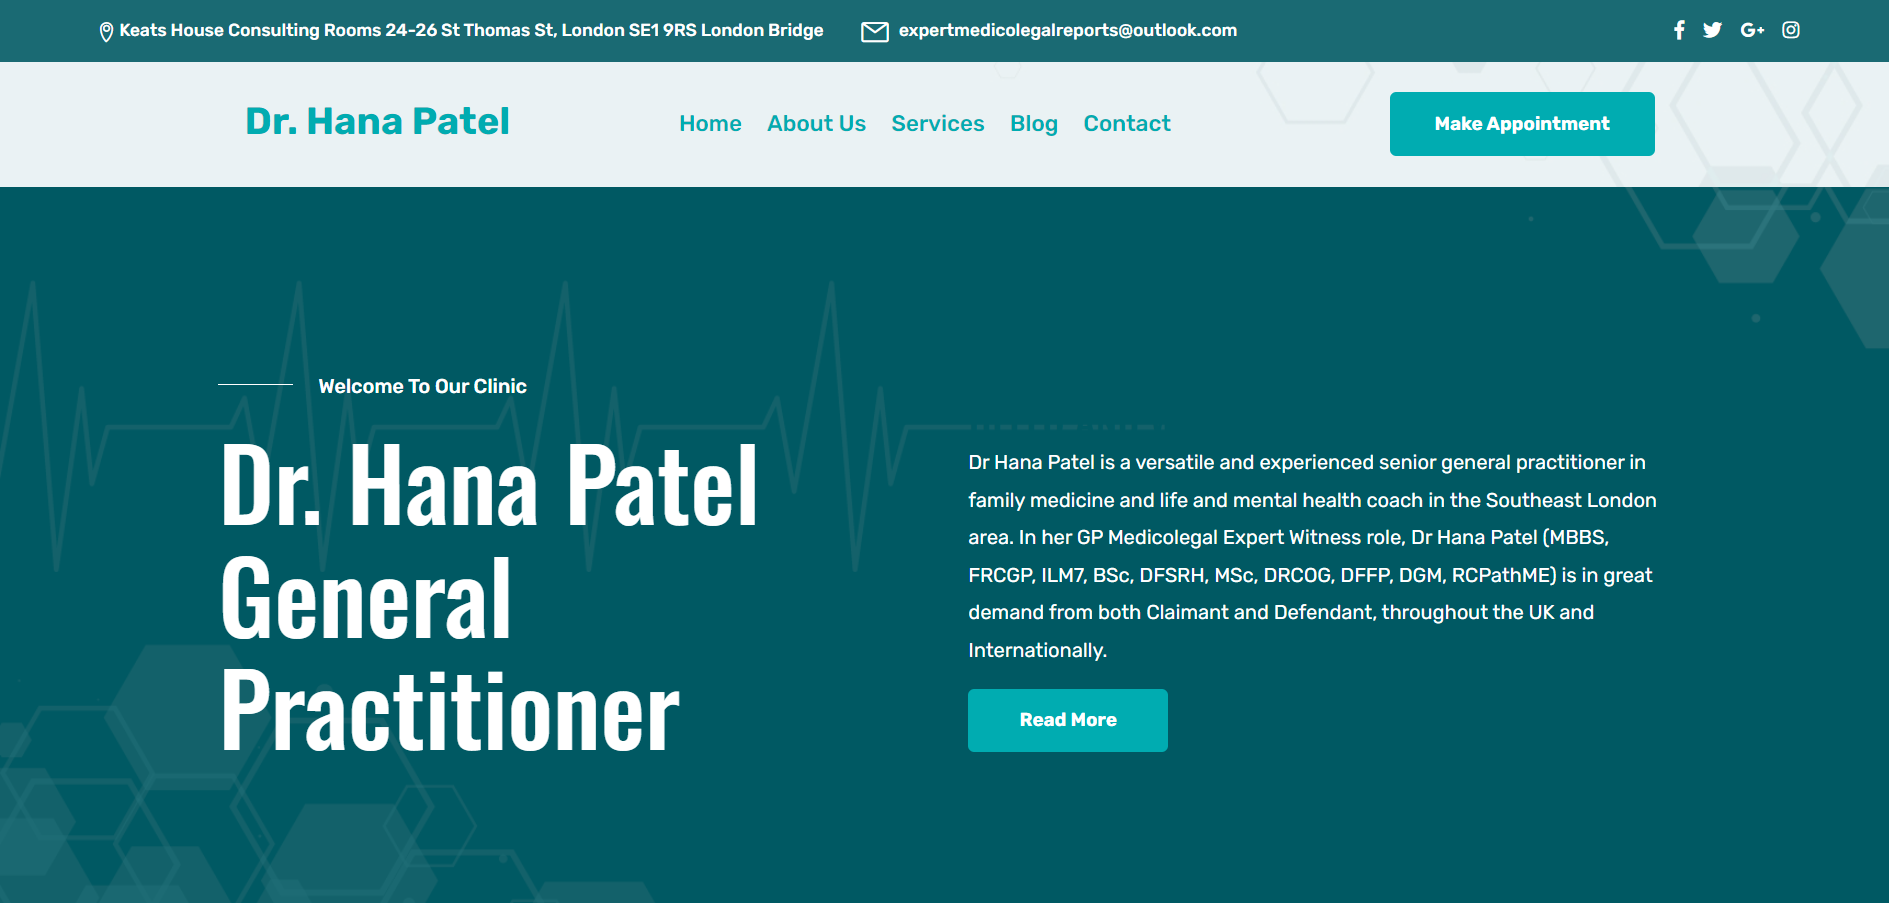 Keats House Consulting Rooms 24-26 St Thomas St, London SE1 9RS London Bridge
expertmedicolegalreports@outlook.com
Dr. Hana Patel
Home
About Us
Services
Blog
Contact
Make Appointment
Welcome To Our Clinic
Dr. Hana Patel
General
Practitioner
Dr Hana Patel is a versatile and experienced senior general practitioner in
family medicine and life and mental health coach in the Southeast London
area. In her GP Medicolegal Expert Witness role, Dr Hana Patel (MBBS,
FRCGP, ILM7, BSc, DFSRH, MSc, DRCOG, DFFP, DGM, RCPathME) is in great
demand from both Claimant and Defendant, throughout the UK and
Internationally.
Read More